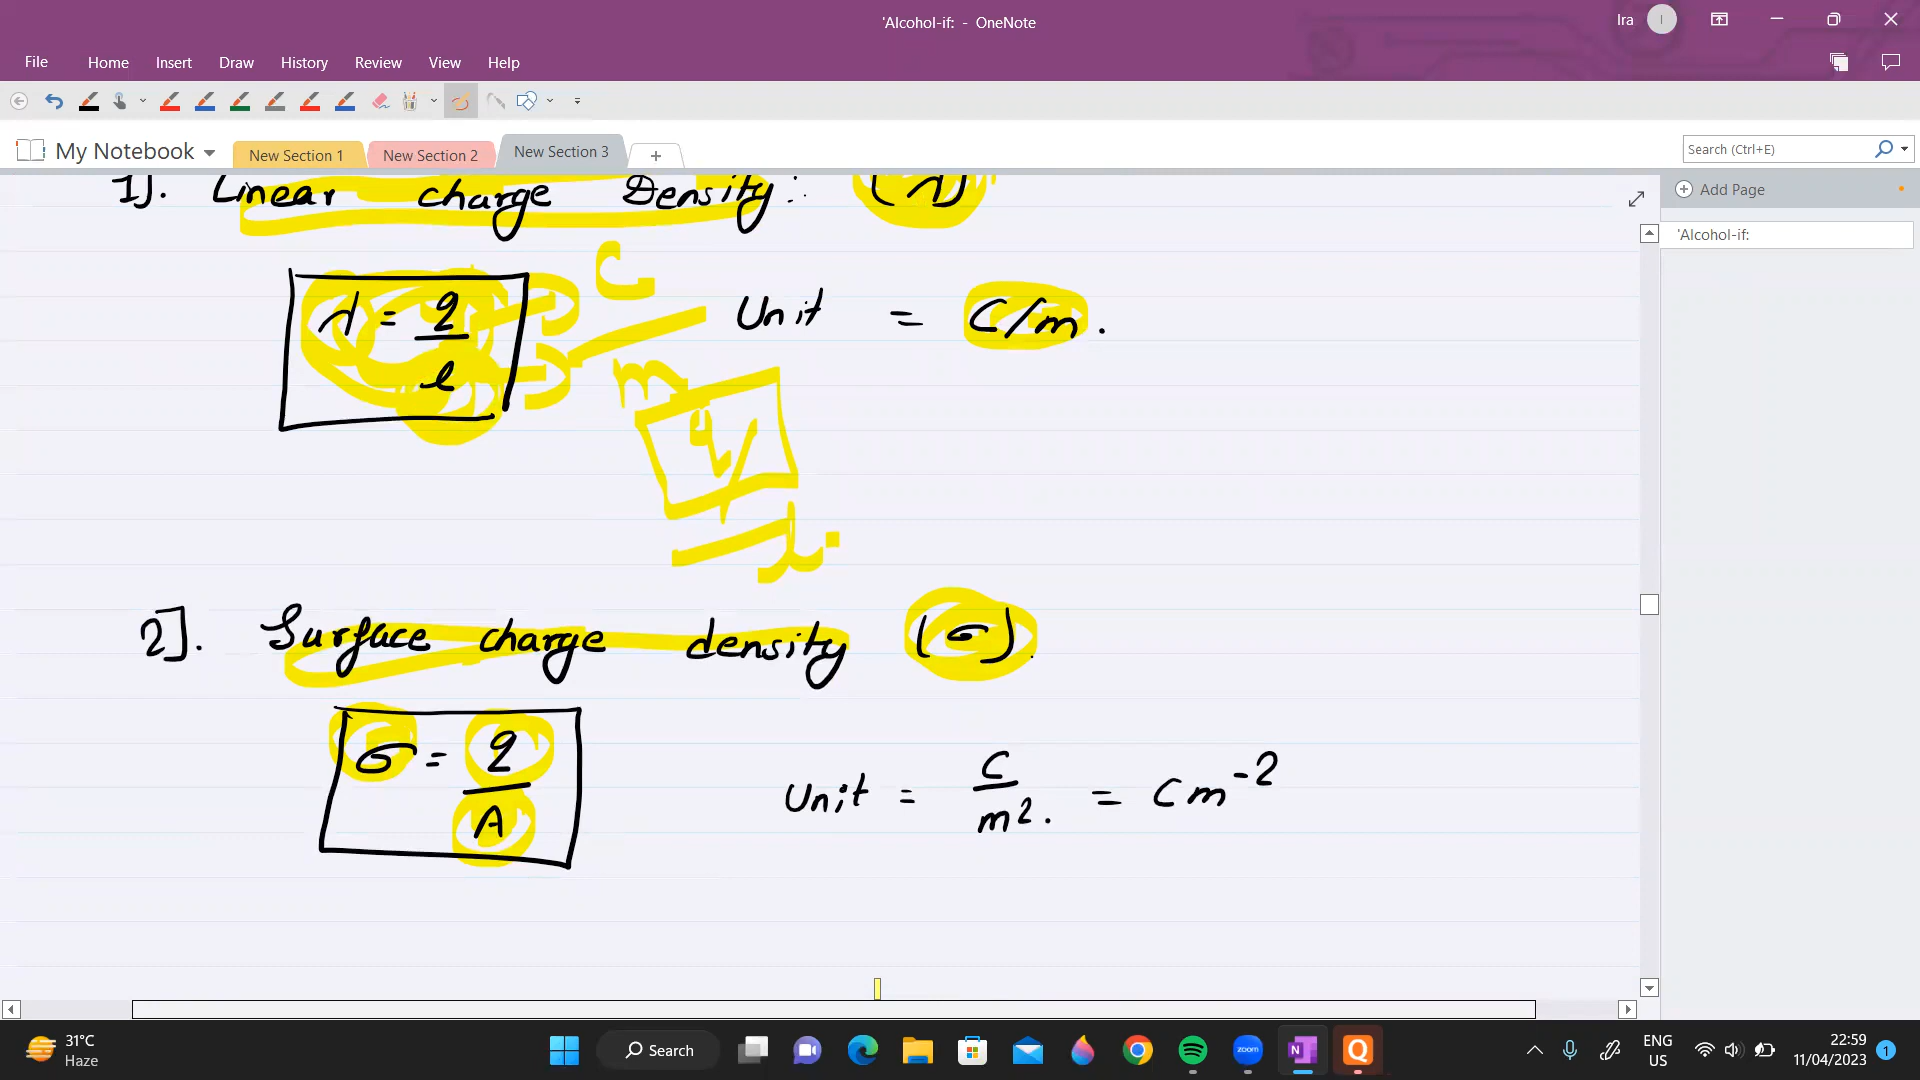 'Alcohol-if: - OneNote
Ira I
File Home Insert Draw History Review View Help
My Notebook New Section 1 New Section 2 New Section 3 Search (Ctrl+E)
Add Page
'Alcohol-if:
1]. Linear charge Density: (λ)
λ = q/l C/m Unit = C/m.
q/l.
2]. Surface charge density (σ).
σ = q/A Unit = C/m². = Cm⁻²
31°C
Haze
Search
zoom
N
Q
ENG
US
22:59
11/04/2023
1